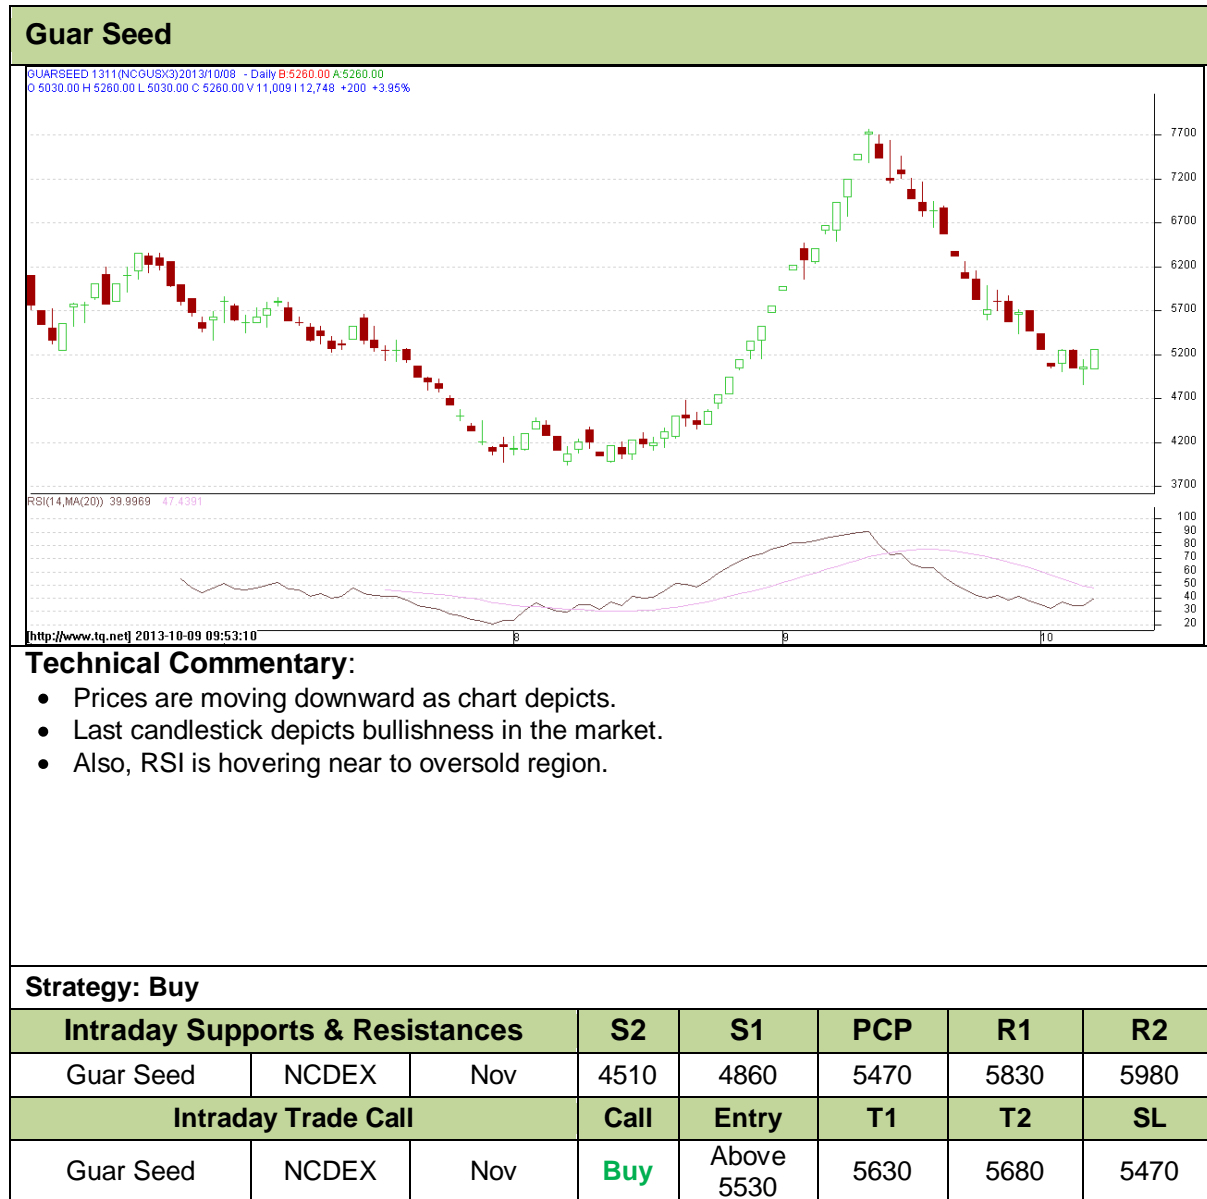 Guar Seed
GUARSEED 1311(NCGUSX3)2013/10/08 - Daily B:5260.00 A:5260.00
O 5030.00 H 5260.00 L 5030.00 C 5260.00 V 11,009 I 12,748 +200 +3.95%
7700
7200
6700
6200
5700
5200
4700
4200
3700
RSI(14,MA(20)) 39.9969 47.4391
100
90
80
70
60
50
40
30
20
[http://www.tq.net] 2013-10-09 09:53:10 8 9 10
Technical Commentary:
• Prices are moving downward as chart depicts.
• Last candlestick depicts bullishness in the market.
• Also, RSI is hovering near to oversold region.
Strategy: Buy
Intraday Supports & Resistances S2 S1 PCP R1 R2
Guar Seed NCDEX Nov 4510 4860 5470 5830 5980
Intraday Trade Call Call Entry T1 T2 SL
Guar Seed NCDEX Nov Buy Above 5630 5680 5470
5530